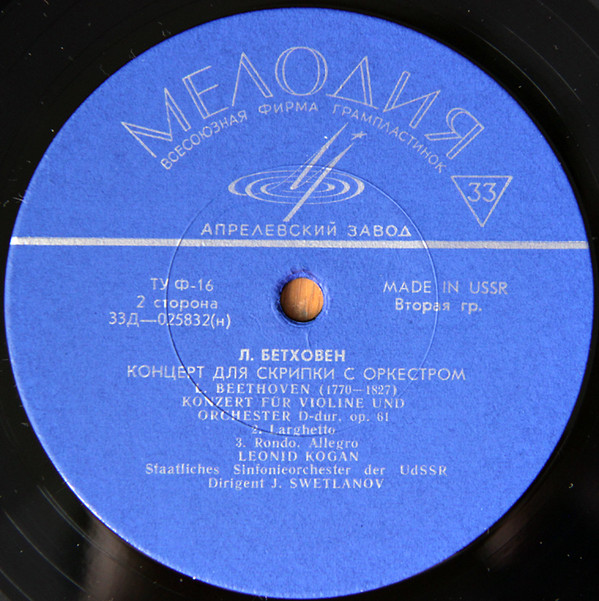 МЕЛОДИЯ
ВСЕСОЮЗНАЯ ФИРМА ГРАМПЛАСТИНОК
33
АПРЕЛЕВСКИЙ ЗАВОД
ТУ Ф-16
2 сторона
33Д—025832(н)
MADE IN USSR
Вторая гр.
Л. БЕТХОВЕН
КОНЦЕРТ ДЛЯ СКРИПКИ С ОРКЕСТРОМ
L. BEETHOVEN (1770—1827)
KONZERT FÜR VIOLINE UND
ORCHESTER D-dur, op. 61
2. Larghetto
3. Rondo. Allegro
LEONID KOGAN
Staatliches Sinfonieorchester der UdSSR
Dirigent J. SWETLANOV